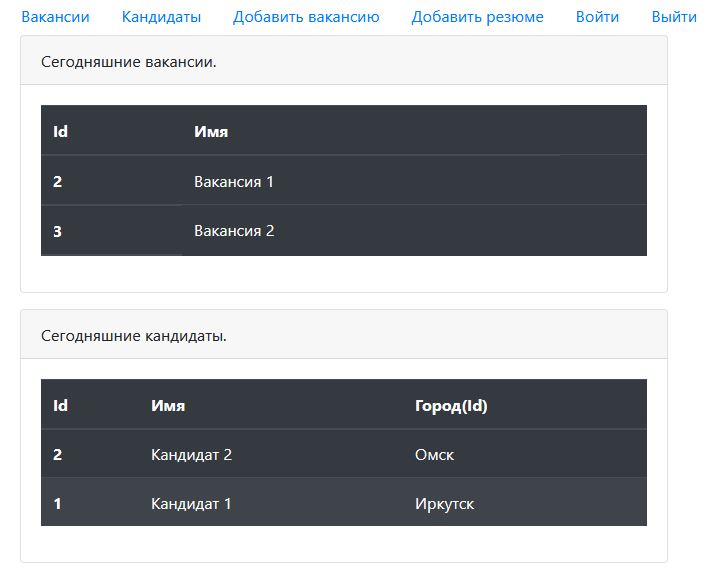 Вакансии Кандидаты Добавить вакансию Добавить резюме Войти Выйти
Сегодняшние вакансии.
Id Имя
2 Вакансия 1
3 Вакансия 2
Сегодняшние кандидаты.
Id Имя Город(Id)
2 Кандидат 2 Омск
1 Кандидат 1 Иркутск